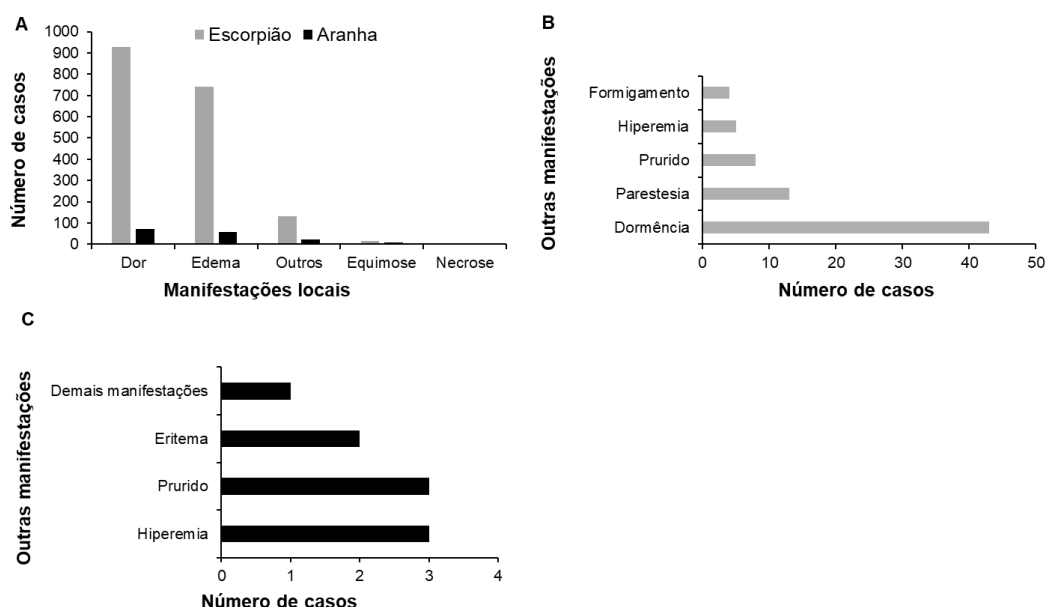 A
Escorpião Aranha
Número de casos
1000
900
800
700
600
500
400
300
200
100
0
Dor Edema Outros Equimose Necrose
Manifestações locais
B
Outras manifestações
Formigamento
Hiperemia
Prurido
Parestesia
Dormência
0 10 20 30 40 50
Número de casos
C
Outras manifestações
Demais manifestações
Eritema
Prurido
Hiperemia
0 1 2 3 4
Número de casos